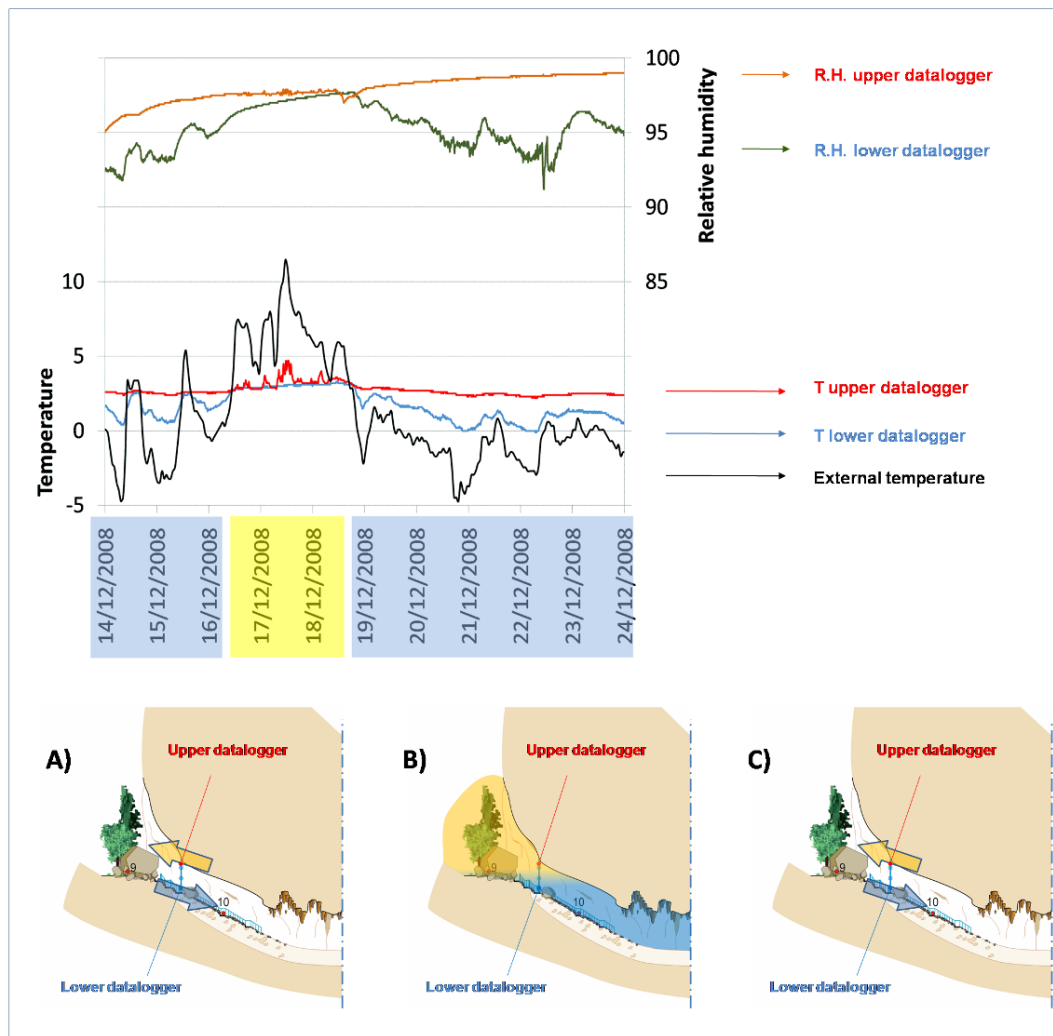 100
95
90
85
Relative humidity
10
5
0
-5
Temperature
R.H. upper datalogger
R.H. lower datalogger
T upper datalogger
T lower datalogger
External temperature
14/12/2008
15/12/2008
16/12/2008
17/12/2008
18/12/2008
19/12/2008
20/12/2008
21/12/2008
22/12/2008
23/12/2008
24/12/2008
A)
Upper datalogger
9
10
Lower datalogger
B)
Upper datalogger
9
10
Lower datalogger
C)
Upper datalogger
9
10
Lower datalogger